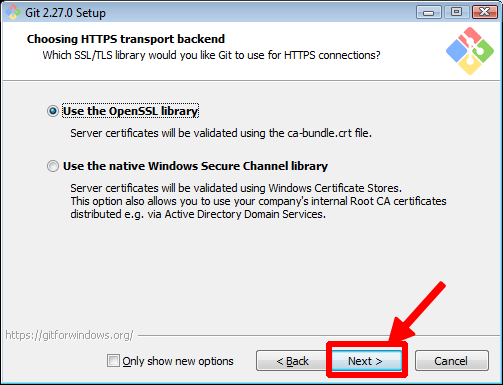 Git 2.27.0 Setup
Choosing HTTPS transport backend
Which SSL/TLS library would you like Git to use for HTTPS connections?
Use the OpenSSL library
Server certificates will be validated using the ca-bundle.crt file.
Use the native Windows Secure Channel library
Server certificates will be validated using Windows Certificate Stores.
This option also allows you to use your company's internal Root CA certificates
distributed e.g. via Active Directory Domain Services.
https://gitforwindows.org/
Only show new options
< Back
Next >
Cancel